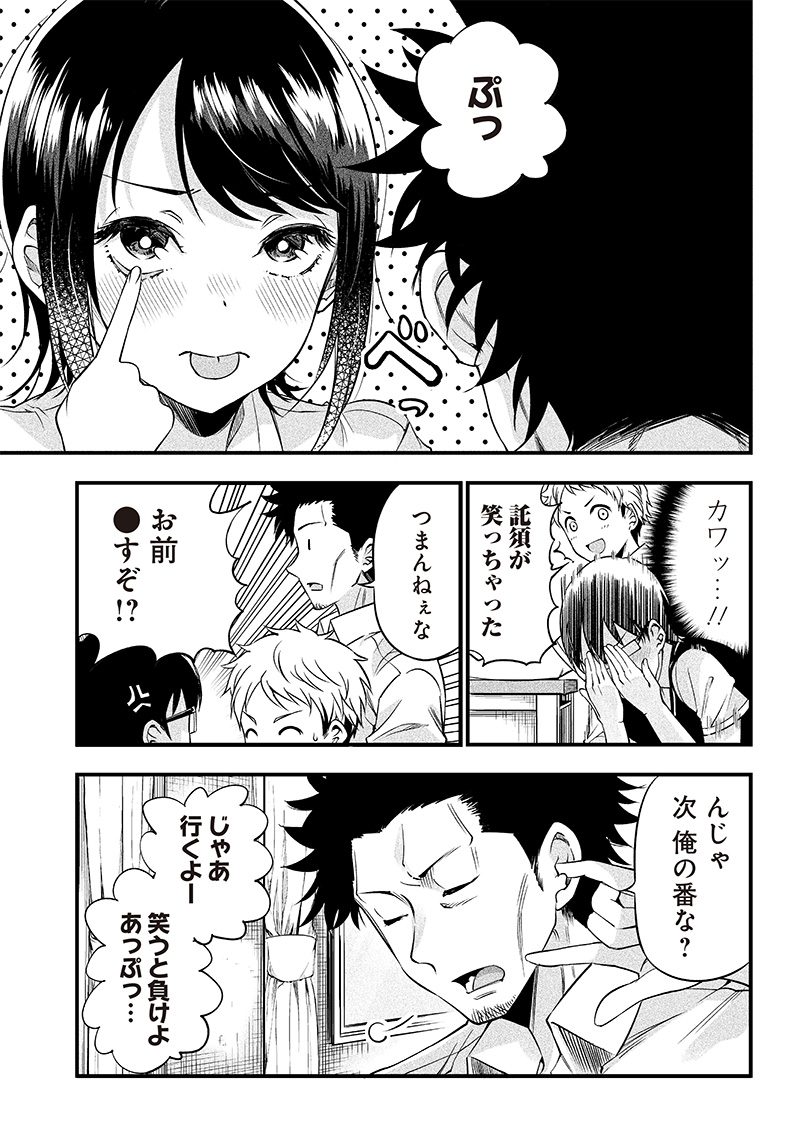 ぷっ
べっ
カワッ…!!
託須が
笑っちゃった
つまんねぇな
お前
●すぞ!?
んじゃ
次 俺の番な?
じゃあ
行くよー
笑うと負けよ
あっぷっ…